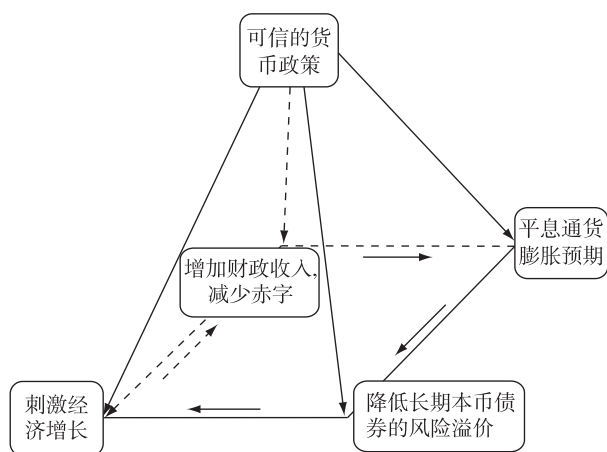 可信的货
币政策
平息通货
膨胀预期
增加财政收入,
减少赤字
刺激经
济增长
降低长期本币债
券的风险溢价